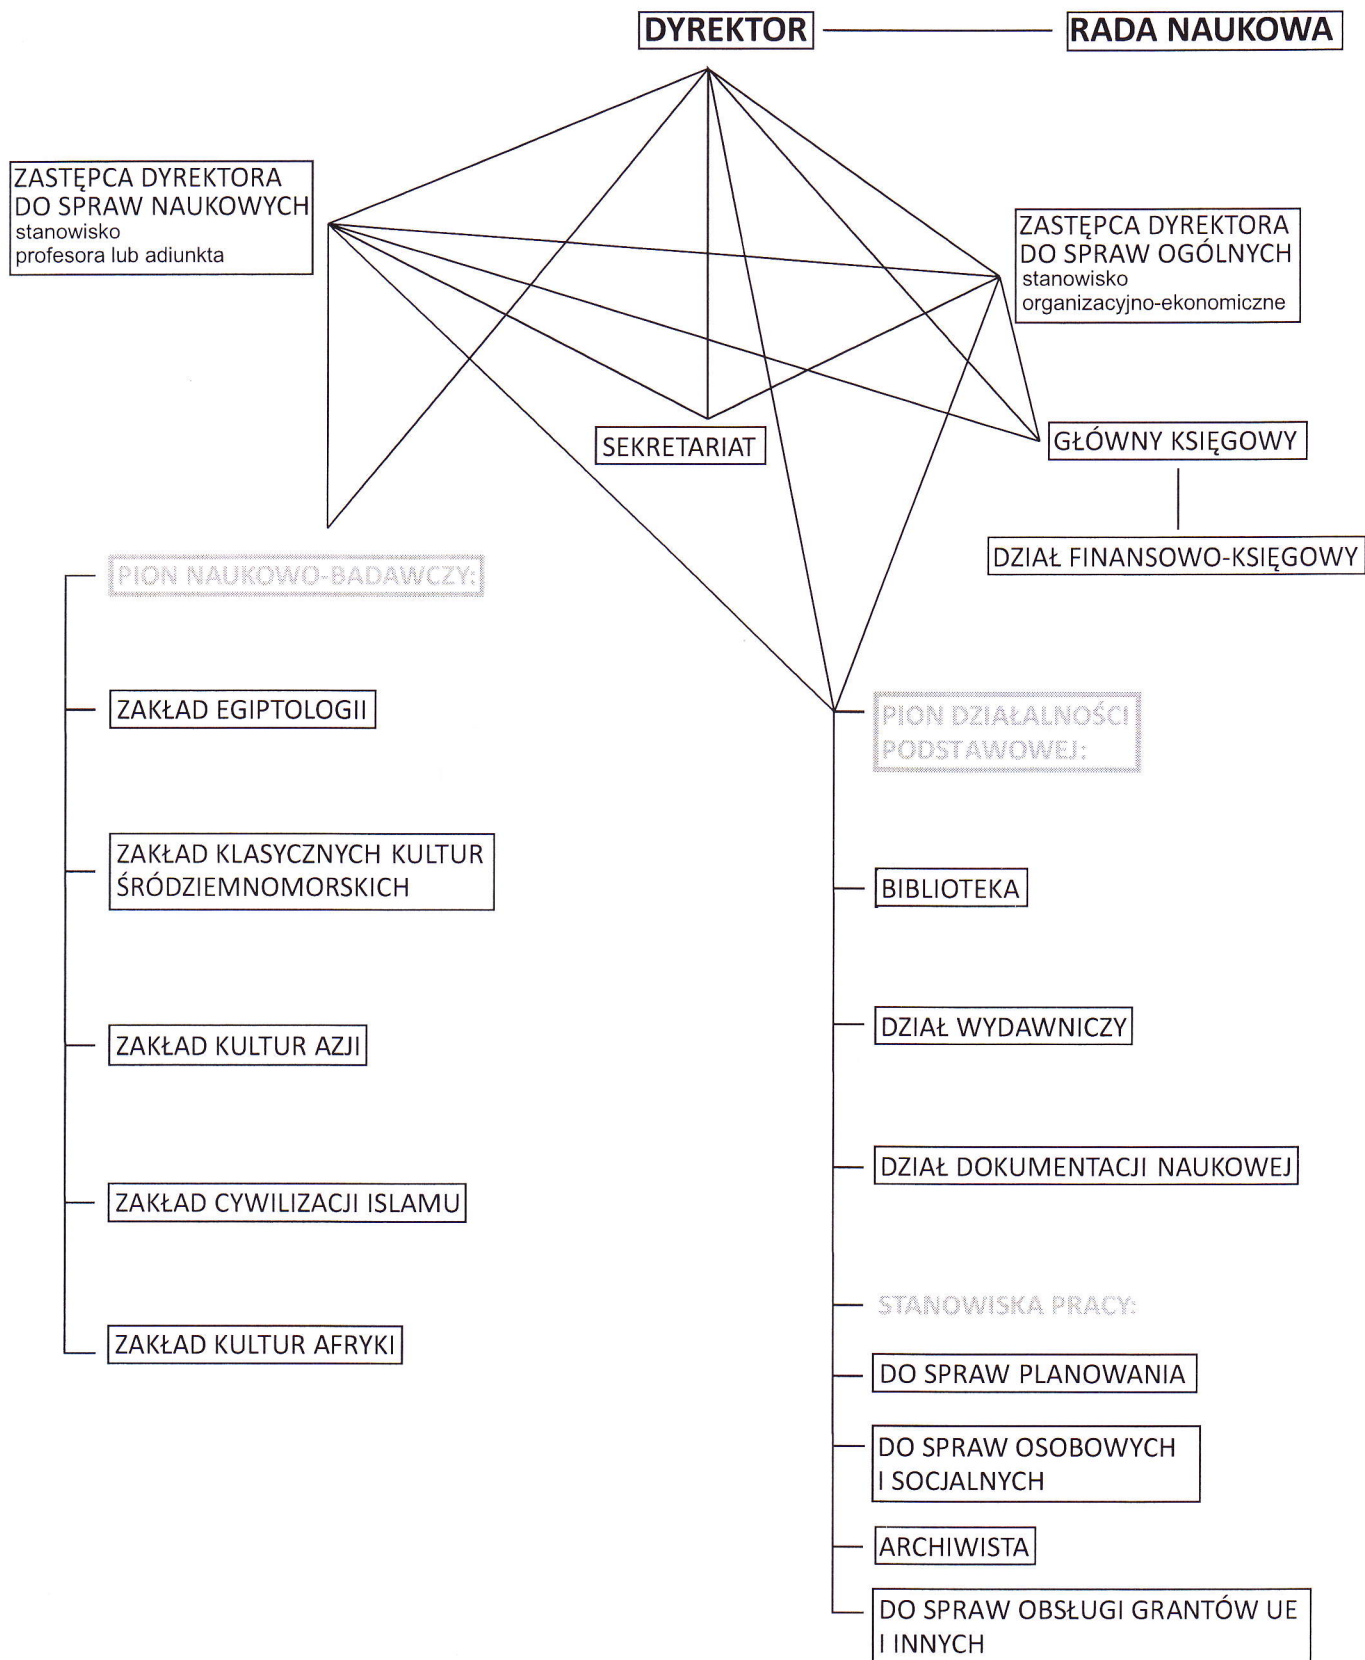 DYREKTOR
RADA NAUKOWA
ZASTĘPCA DYREKTORA
DO SPRAW NAUKOWYCH
stanowisko
profesora lub adiunkta
ZASTĘPCA DYREKTORA
DO SPRAW OGÓLNYCH
stanowisko
organizacyjno-ekonomiczne
SEKRETARIAT
GŁÓWNY KSIĘGOWY
DZIAŁ FINANSOWO-KSIĘGOWY
PION NAUKOWO-BADAWCZY:
ZAKŁAD EGIPTOLOGII
ZAKŁAD KLASYCZNYCH KULTUR
ŚRÓDZIEMNOMORSKICH
ZAKŁAD KULTUR AZJI
ZAKŁAD CYWILIZACJI ISLAMU
ZAKŁAD KULTUR AFRYKI
PION DZIAŁALNOŚCI
PODSTAWOWEJ:
BIBLIOTEKA
DZIAŁ WYDAWNICZY
DZIAŁ DOKUMENTACJI NAUKOWEJ
STANOWISKA PRACY:
DO SPRAW PLANOWANIA
DO SPRAW OSOBOWYCH
I SOCJALNYCH
ARCHIWISTA
DO SPRAW OBSŁUGI GRANTÓW UE
I INNYCH